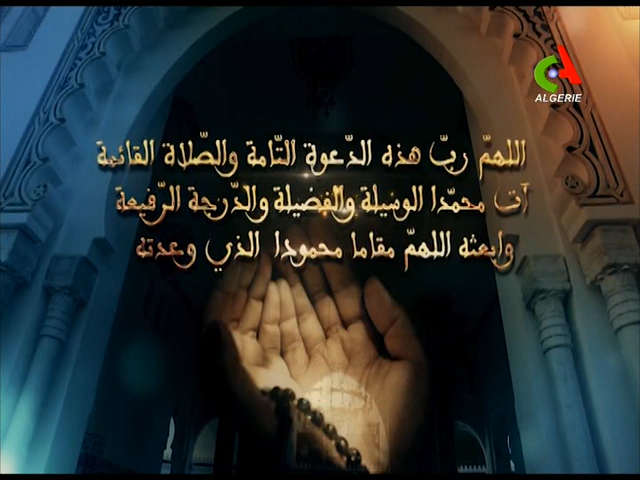 ALGERIE
اللهمّ ربّ هذه الدّعوة التّامة والصّلاة القائمة
آت محمّدا الوسيلة والفضيلة والدّرجة الرّفيعة
وابعثه اللهمّ مقاما محمودا الذي وعدته